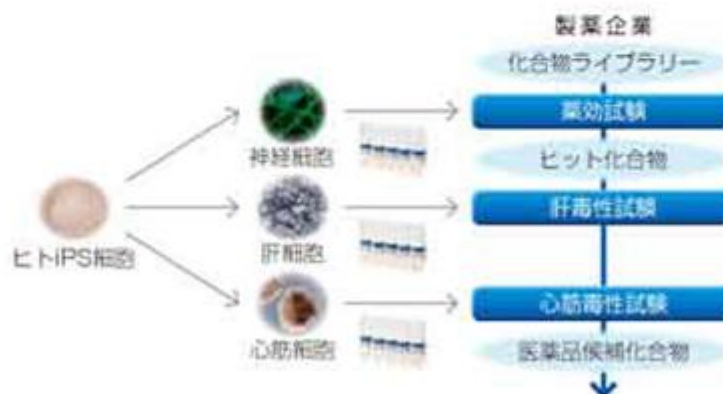 製薬企業
化合物ライブラリー
薬効試験
神経細胞
ヒット化合物
ヒトiPS細胞
肝細胞
肝毒性試験
心筋細胞
心筋毒性試験
医薬品候補化合物